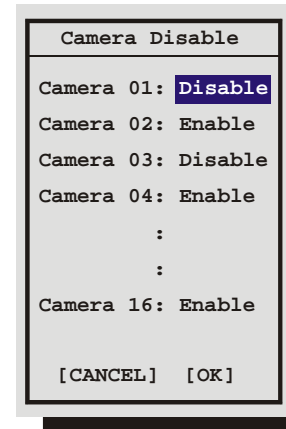 Camera Disable
Camera 01: Disable
Camera 02: Enable
Camera 03: Disable
Camera 04: Enable
:
:
Camera 16: Enable
[CANCEL] [OK]